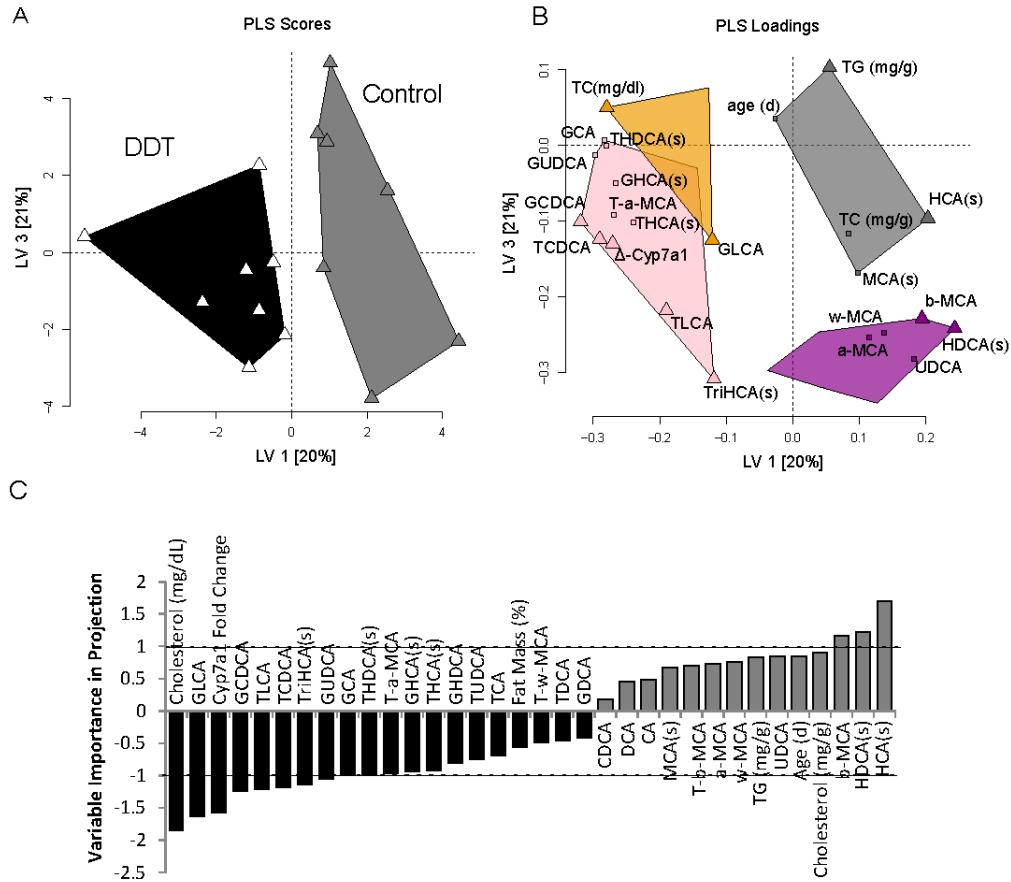 A
PLS Scores
DDT
Control
4
2
0
−2
−4
LV 3 [21%]
−4
−2
0
2
4
LV 1 [20%]
B
PLS Loadings
0.1
0.0
−0.1
−0.2
−0.3
LV 3 [21%]
TG (mg/g)
TC(mg/dl)
age (d)
GCA
THDCA(s)
GUDCA
GHCA(s)
GCDCA
T-a-MCA
THCA(s)
HCA(s)
TC (mg/g)
TCDCA
Δ-Cyp7a1
GLCA
MCA(s)
TLCA
w-MCA
b-MCA
a-MCA
HDCA(s)
UDCA
TriHCA(s)
−0.3
−0.2
−0.1
0.0
0.1
0.2
LV 1 [20%]
C
Variable Importance in Projection
2
1.5
1
0.5
0
-0.5
-1
-1.5
-2
-2.5
Cholesterol (mg/dL)
GLCA
Cyp7a1 Fold Change
GCDCA
TLCA
TCDCA
TriHCA(s)
GUDCA
GCA
THDCA(s)
T-a-MCA
GHCA(s)
THCA(s)
GHDCA
TUDCA
TCA
Fat Mass (%)
T-w-MCA
TDCA
GDCA
CDCA
DCA
CA
MCA(s)
T-b-MCA
a-MCA
w-MCA
TG (mg/g)
UDCA
Age (d)
Cholesterol (mg/g)
b-MCA
HDCA(s)
HCA(s)